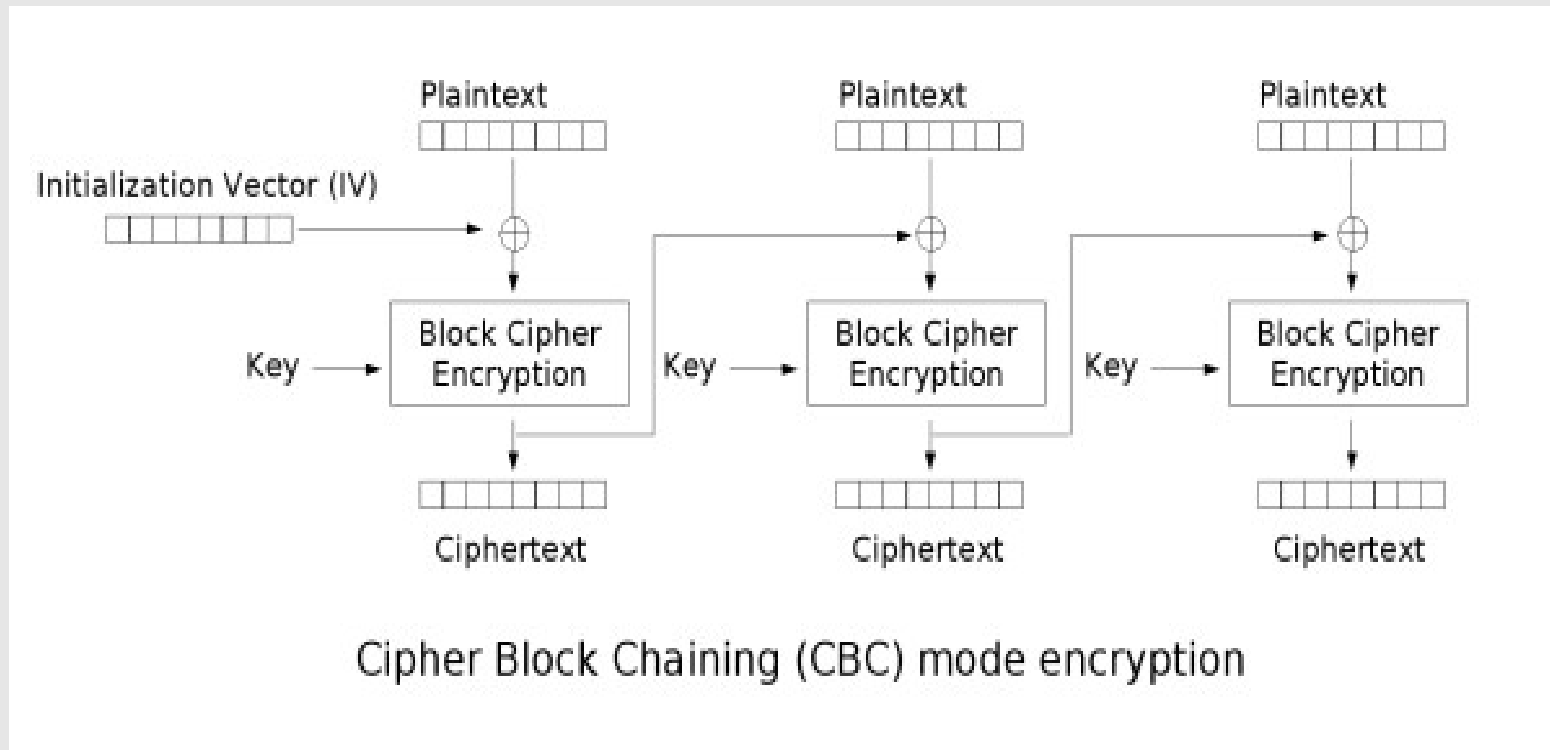 Plaintext
Plaintext
Plaintext
Initialization Vector (IV)
Key
Block Cipher
Encryption
Key
Block Cipher
Encryption
Key
Block Cipher
Encryption
Ciphertext
Ciphertext
Ciphertext
Cipher Block Chaining (CBC) mode encryption